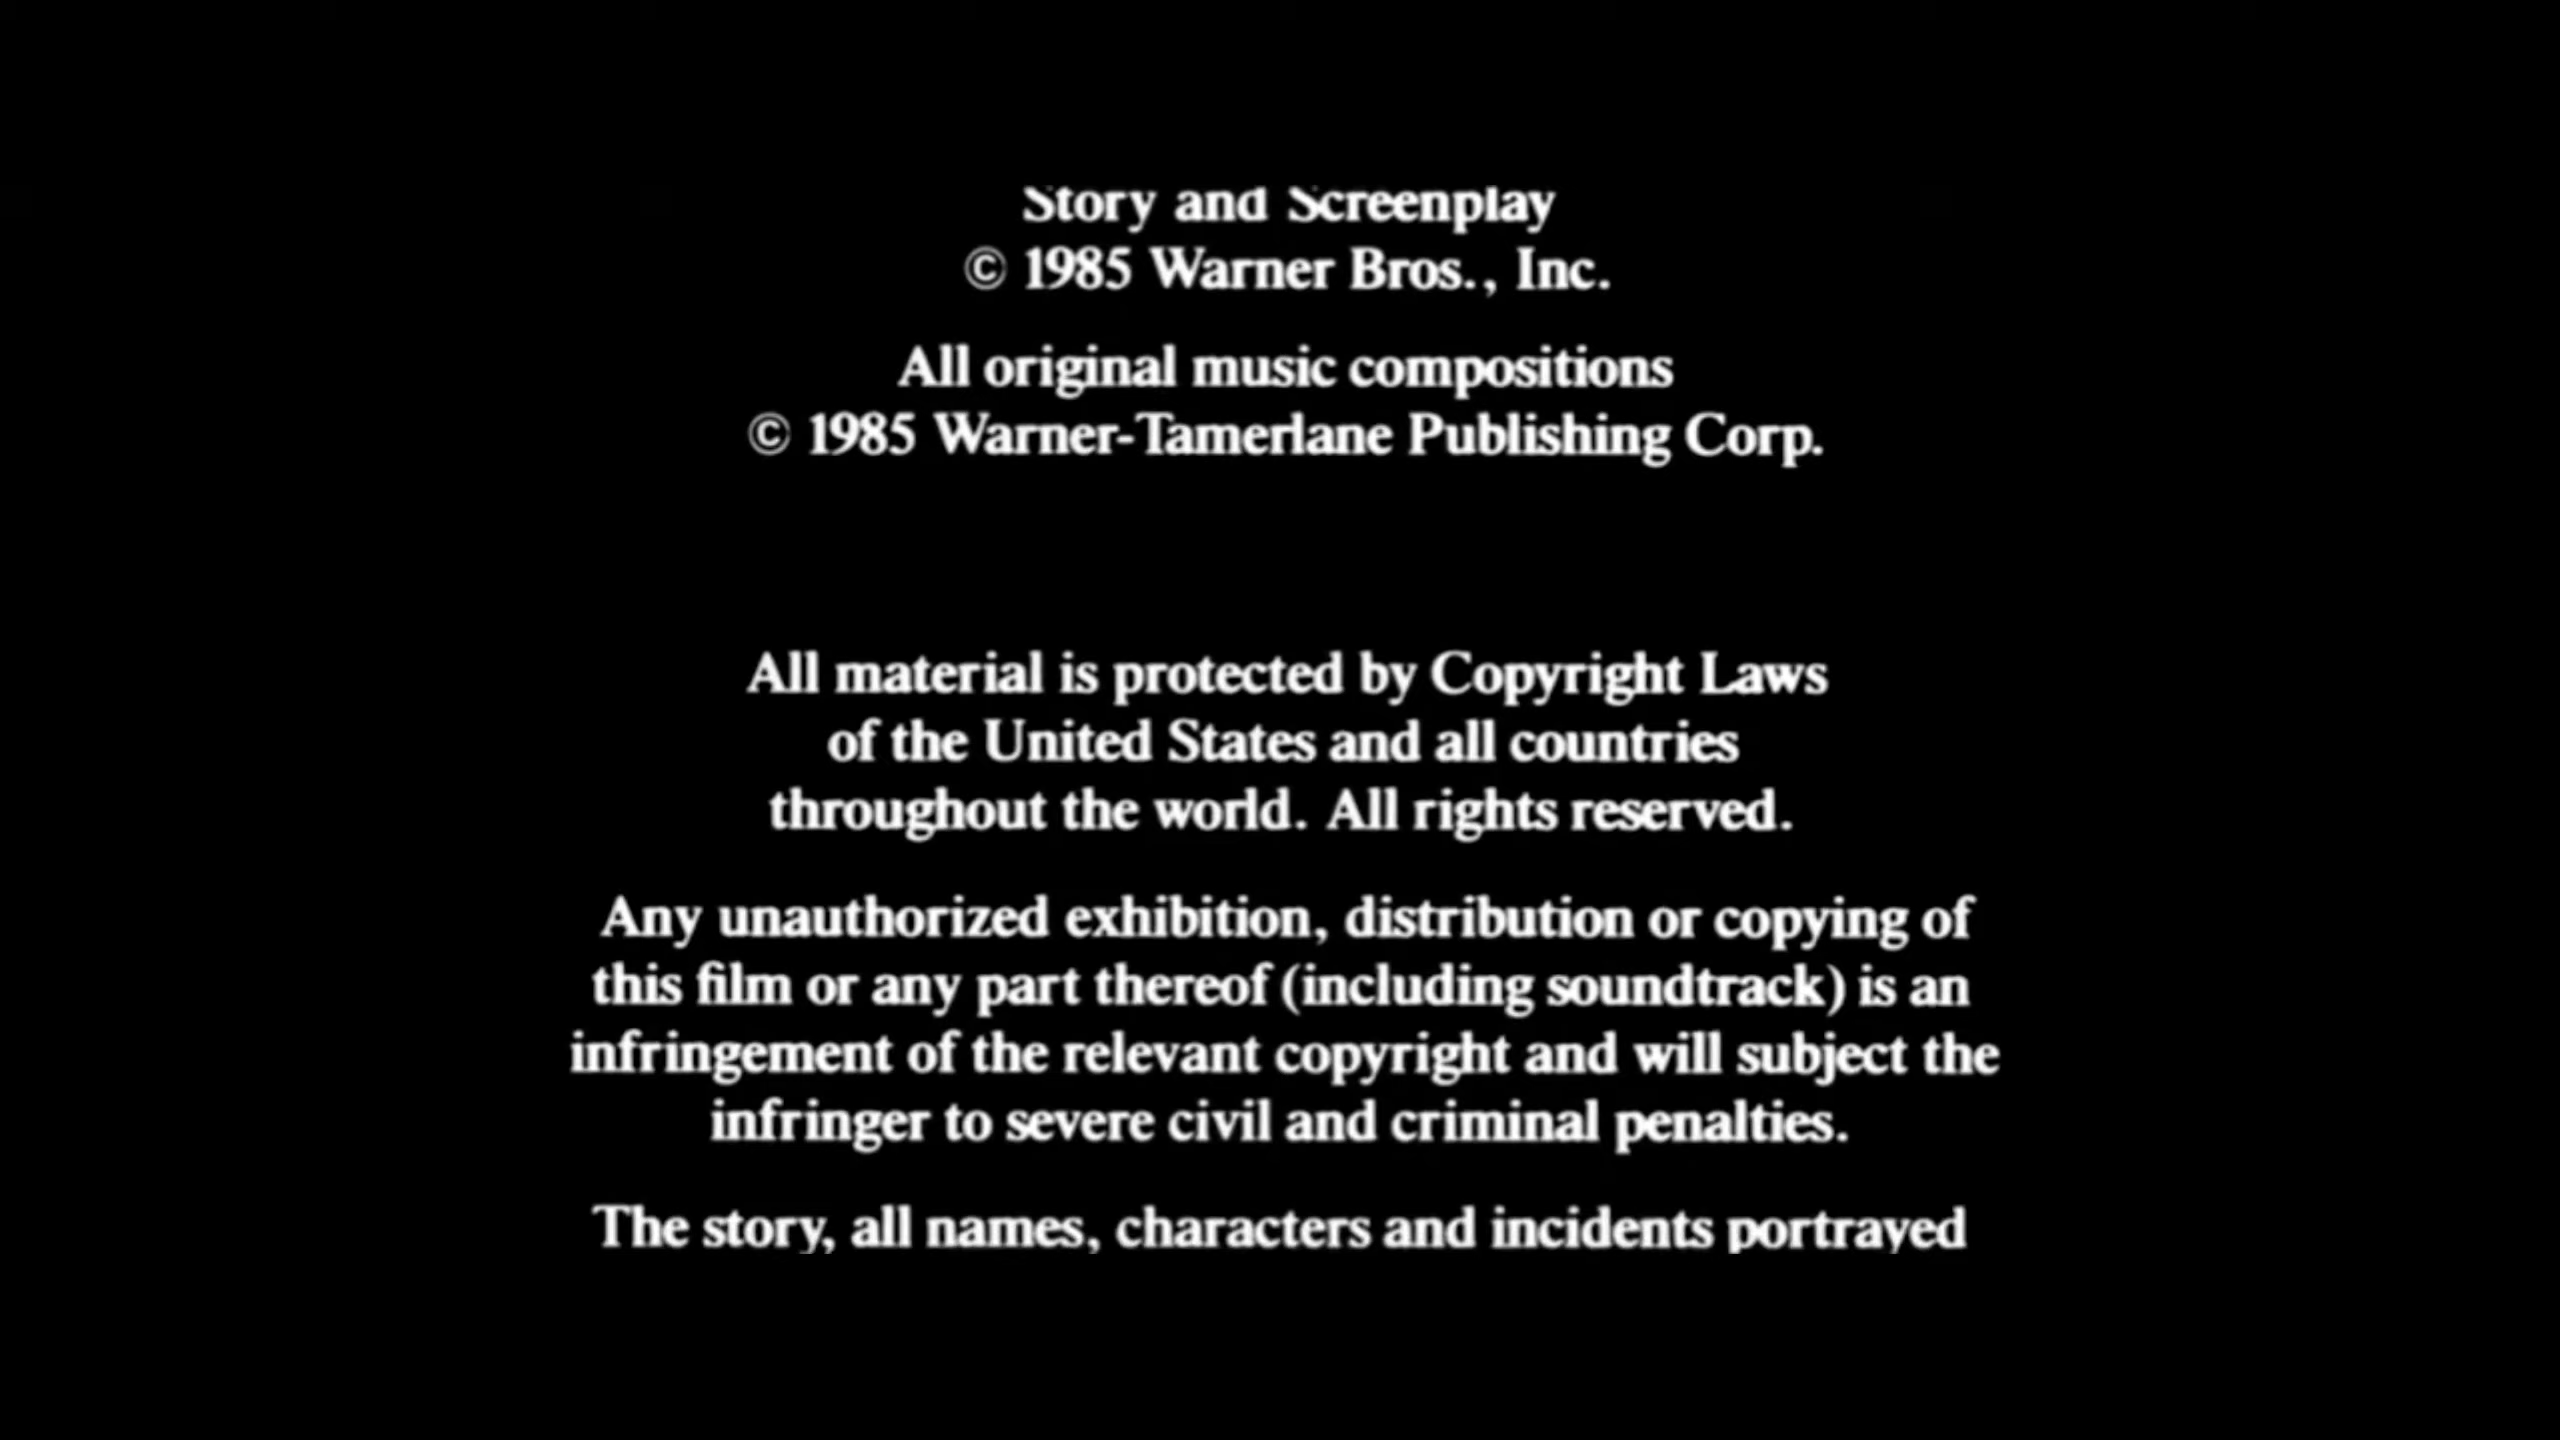 Story and Screenplay
© 1985 Warner Bros., Inc.
All original music compositions
© 1985 Warner-Tamerlane Publishing Corp.
All material is protected by Copyright Laws
of the United States and all countries
throughout the world. All rights reserved.
Any unauthorized exhibition, distribution or copying of
this film or any part thereof (including soundtrack) is an
infringement of the relevant copyright and will subject the
infringer to severe civil and criminal penalties.
The story, all names, characters and incidents portrayed